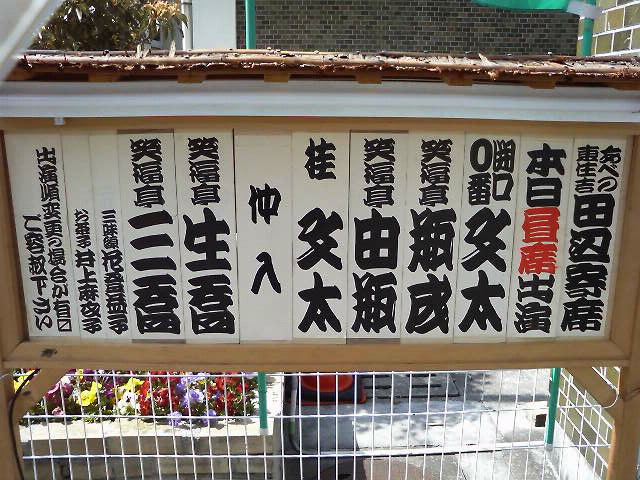 あべの
東住吉
田辺寄席
本日昼席出演
開口
0番
文太
笑福亭 瓶成
笑福亭 由瓶
桂 文太
仲入
笑福亭 生喬
笑福亭 三喬
三味線 花登益子
お茶子 井上麻衣子
出演順変更の場合が有〼
ご容赦下さい